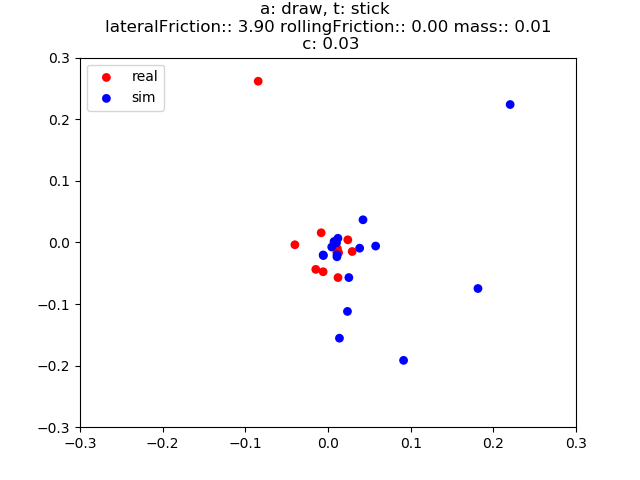 a: draw, t: stick
lateralFriction:: 3.90 rollingFriction:: 0.00 mass:: 0.01
c: 0.03
real
sim
0.3
0.2
0.1
0.0
−0.1
−0.2
−0.3
−0.3
−0.2
−0.1
0.0
0.1
0.2
0.3